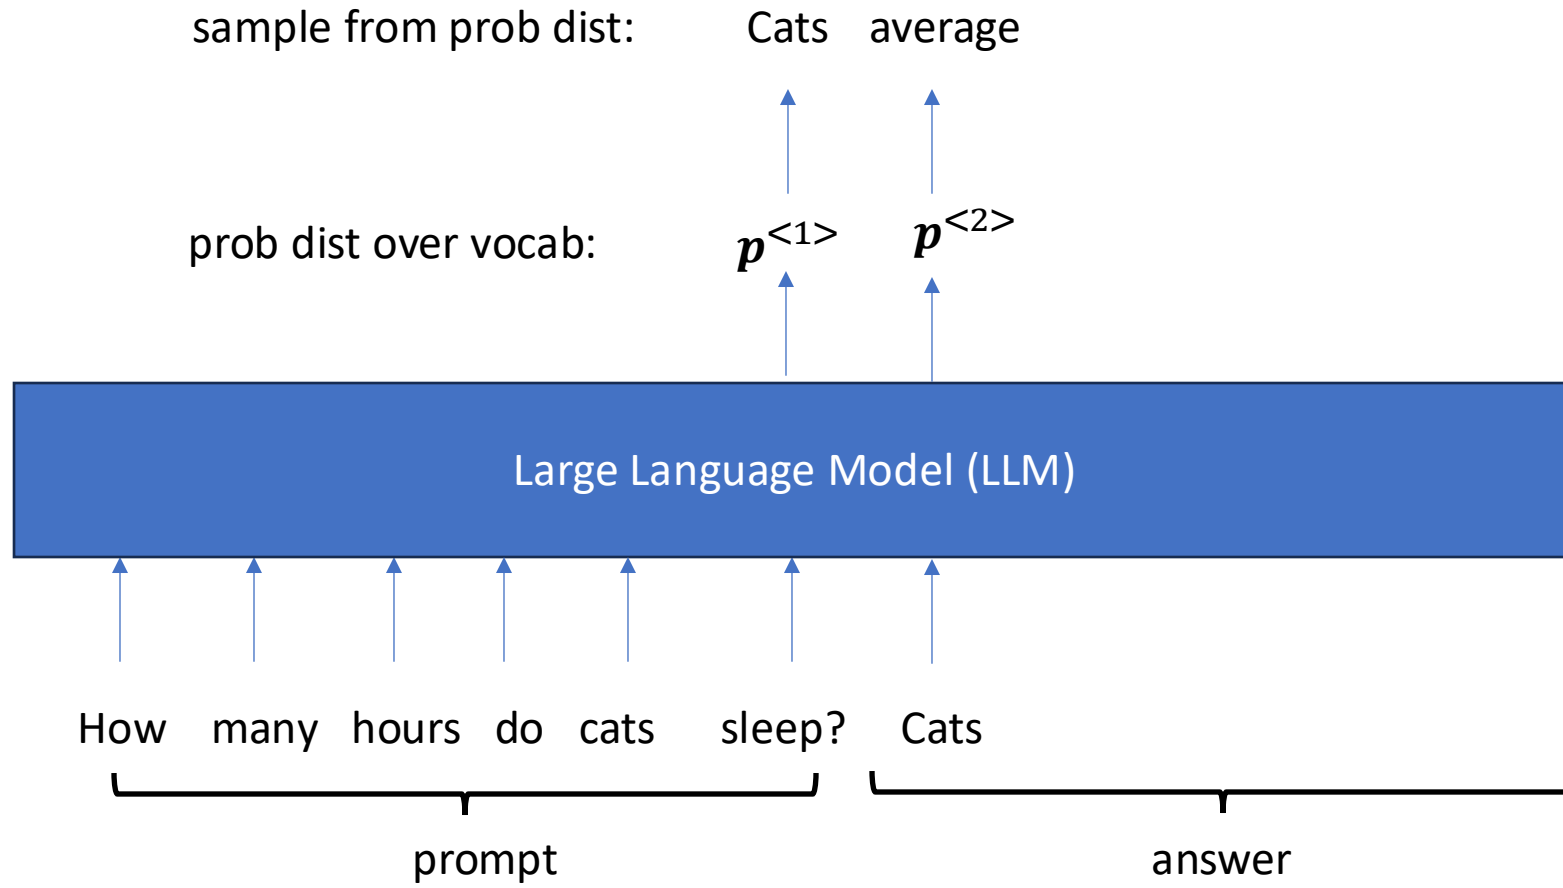 sample from prob dist: Cats average
prob dist over vocab: p<1> p<2>
Large Language Model (LLM)
How many hours do cats sleep? Cats
prompt answer